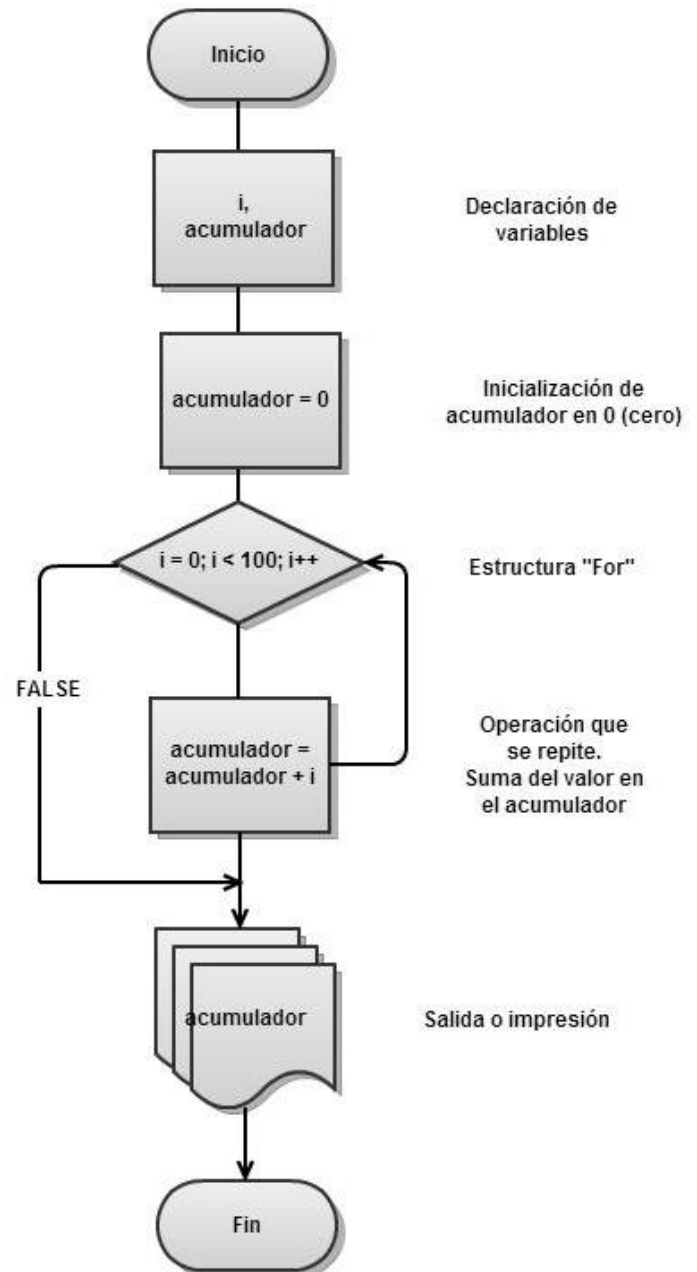 Inicio
i,
acumulador
Declaración de
variables
acumulador = 0
Inicialización de
acumulador en 0 (cero)
i = 0; i < 100; i++
Estructura "For"
FALSE
acumulador =
acumulador + i
Operación que
se repite.
Suma del valor en
el acumulador
acumulador
Salida o impresión
Fin